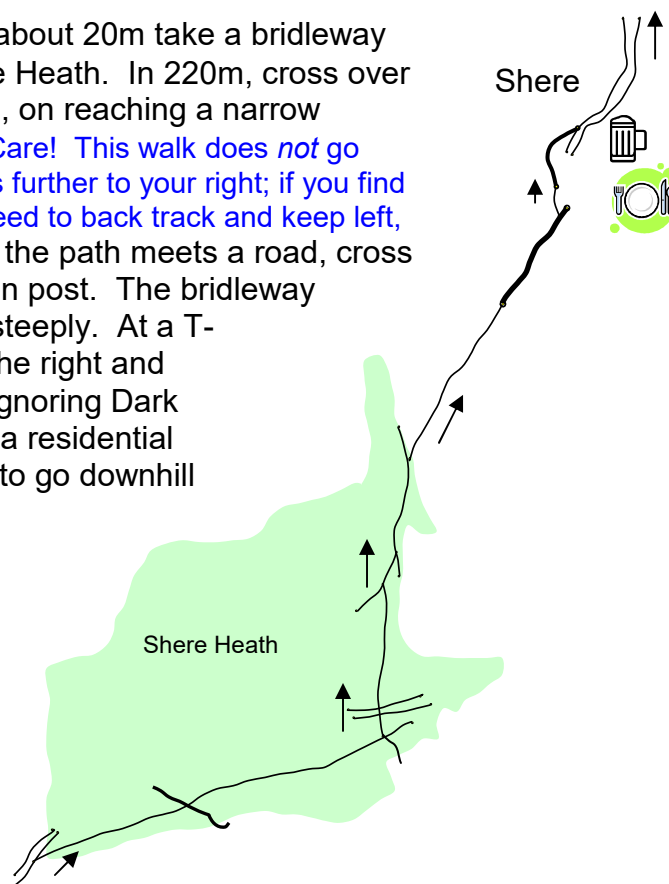 about 20m take a bridleway
e Heath. In 220m, cross over
, on reaching a narrow
Care! This walk does not go
s further to your right; if you find
eed to back track and keep left,
the path meets a road, cross
n post. The bridleway
steeply. At a T-
he right and
gnoring Dark
a residential
to go downhill
Shere
Shere Heath